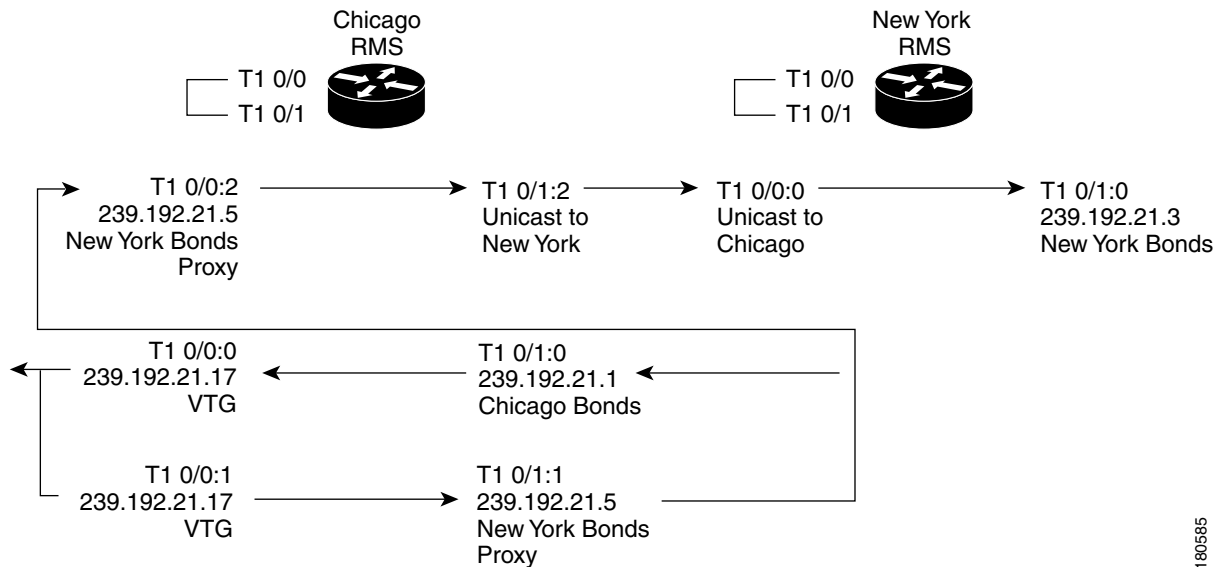 Chicago
RMS
T1 0/0
T1 0/1
New York
RMS
T1 0/0
T1 0/1
T1 0/0:2
239.192.21.5
New York Bonds
Proxy
T1 0/1:2
Unicast to
New York
T1 0/0:0
Unicast to
Chicago
T1 0/1:0
239.192.21.3
New York Bonds
T1 0/0:0
239.192.21.17
VTG
T1 0/1:0
239.192.21.1
Chicago Bonds
T1 0/0:1
239.192.21.17
VTG
T1 0/1:1
239.192.21.5
New York Bonds
Proxy
180585